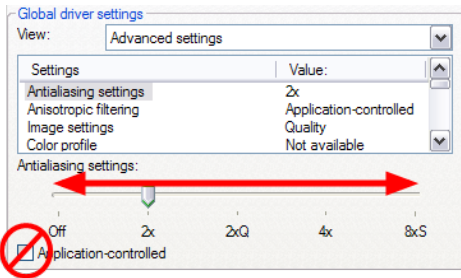 Global driver settings
View: Advanced settings
Settings Value:
Antialiasing settings 2x
Anisotropic filtering Application-controlled
Image settings Quality
Color profile Not available
Antialiasing settings:
Off 2x 2xQ 4x 8xS
Application-controlled